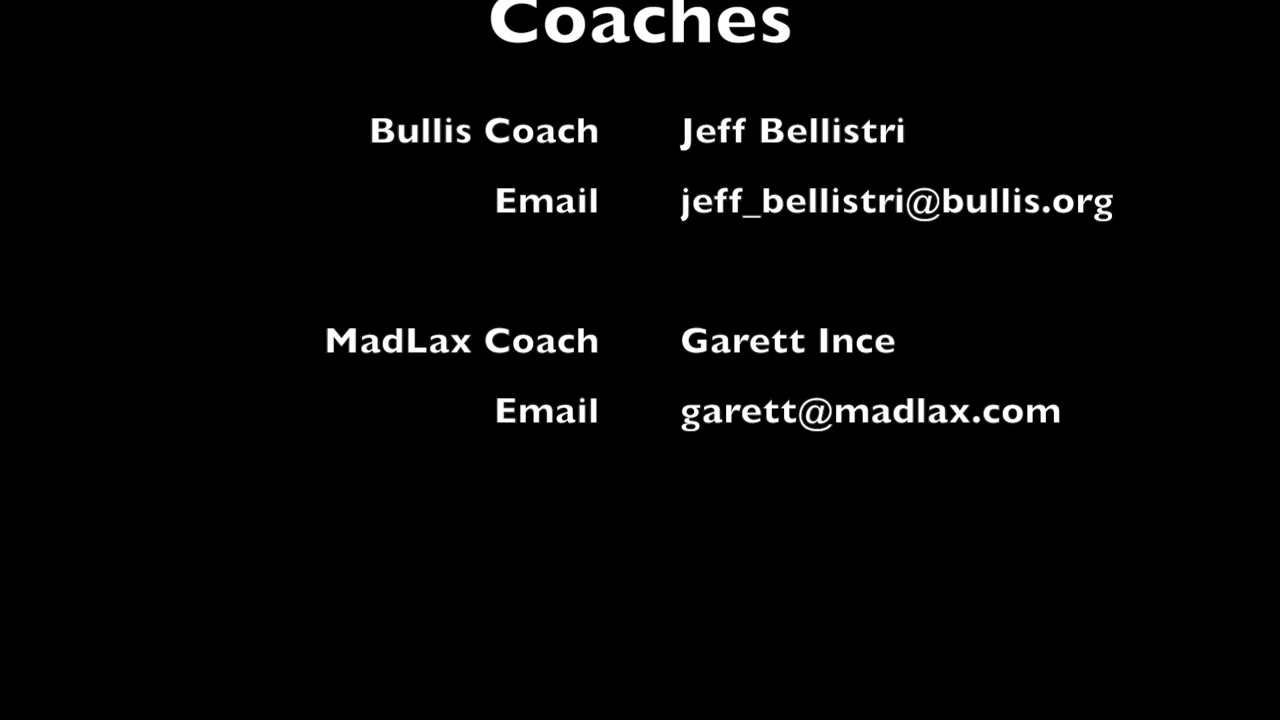 Coaches
Bullis Coach Jeff Bellistri
Email jeff_bellistri@bullis.org
MadLax Coach Garett Ince
Email garett@madlax.com